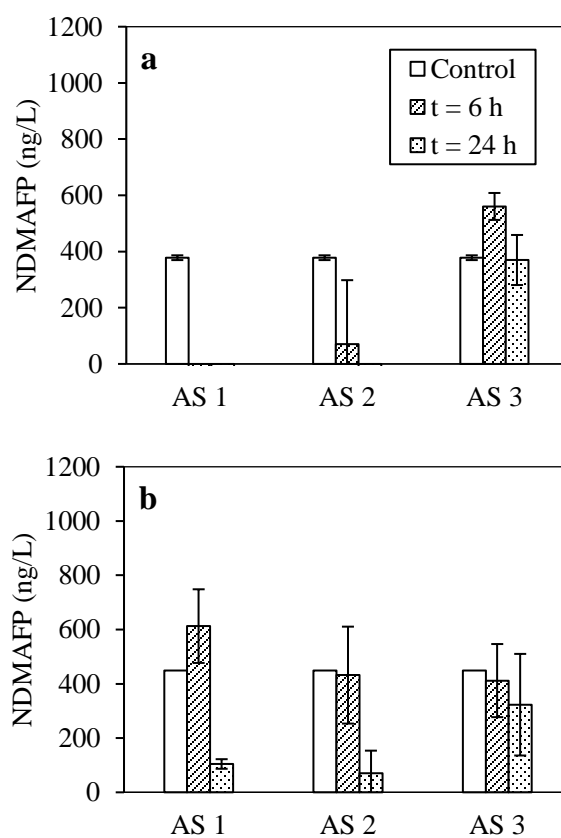 1200
1000
800
600
400
200
0
NDMAFP (ng/L)
a
Control
t = 6 h
t = 24 h
AS 1 AS 2 AS 3
1200
1000
800
600
400
200
0
NDMAFP (ng/L)
b
AS 1 AS 2 AS 3